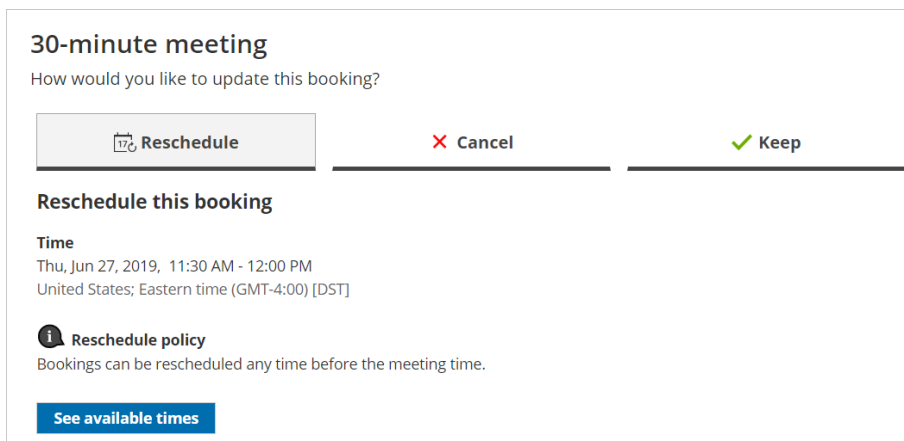 30-minute meeting
How would you like to update this booking?
17 Reschedule
Cancel
Keep
Reschedule this booking
Time
Thu, Jun 27, 2019, 11:30 AM - 12:00 PM
United States; Eastern time (GMT-4:00) [DST]
i Reschedule policy
Bookings can be rescheduled any time before the meeting time.
See available times